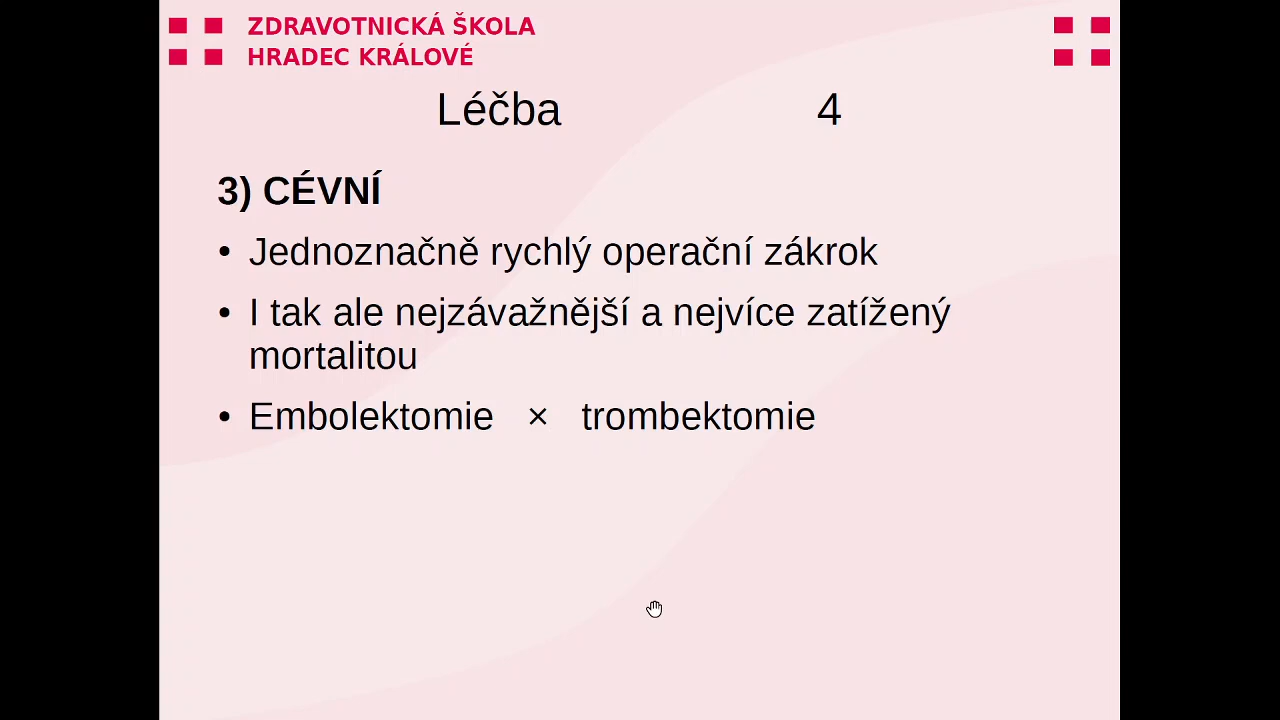 ZDRAVOTNICKÁ ŠKOLA
HRADEC KRÁLOVÉ
Léčba 4
3) CÉVNÍ
• Jednoznačně rychlý operační zákrok
• I tak ale nejzávažnější a nejvíce zatížený
mortalitou
• Embolektomie × trombektomie